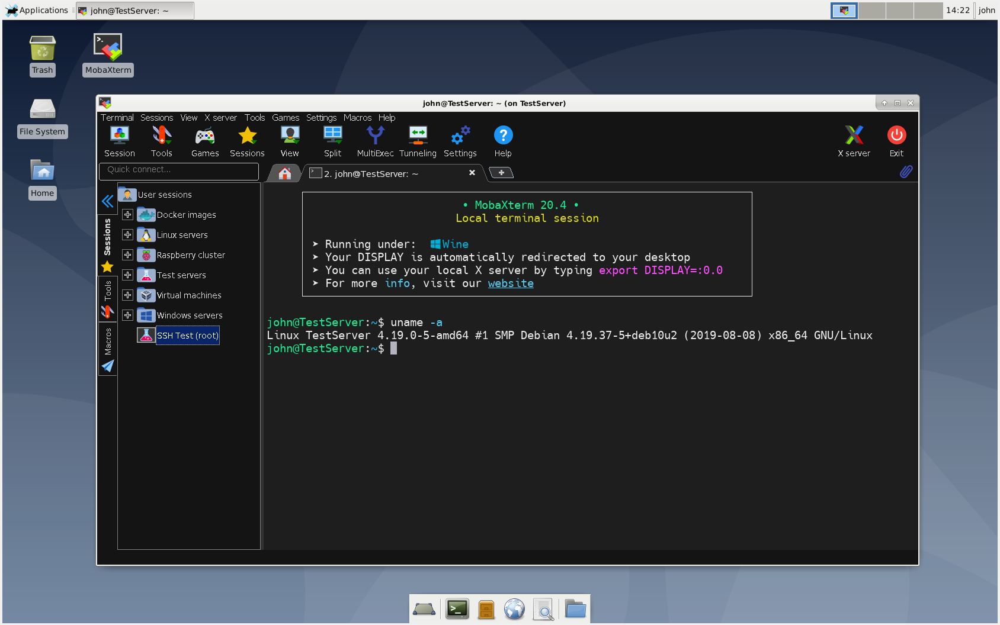 Applications
john@TestServer: ~
14:22
john
Trash
MobaXterm
File System
Home
john@TestServer: ~ (on TestServer)
Terminal Sessions View X server Tools Games Settings Macros Help
Session Tools Games Sessions View Split MultiExec Tunneling Settings Help X server Exit
Quick connect...
2. john@TestServer: ~
Sessions
Tools
Macros
User sessions
Docker images
Linux servers
Raspberry cluster
Test servers
Virtual machines
Windows servers
SSH Test (root)
• MobaXterm 20.4 •
Local terminal session
➤ Running under: Wine
➤ Your DISPLAY is automatically redirected to your desktop
➤ You can use your local X server by typing export DISPLAY=:0.0
➤ For more info, visit our website
john@TestServer:~$ uname -a
Linux TestServer 4.19.0-5-amd64 #1 SMP Debian 4.19.37-5+deb10u2 (2019-08-08) x86_64 GNU/Linux
john@TestServer:~$